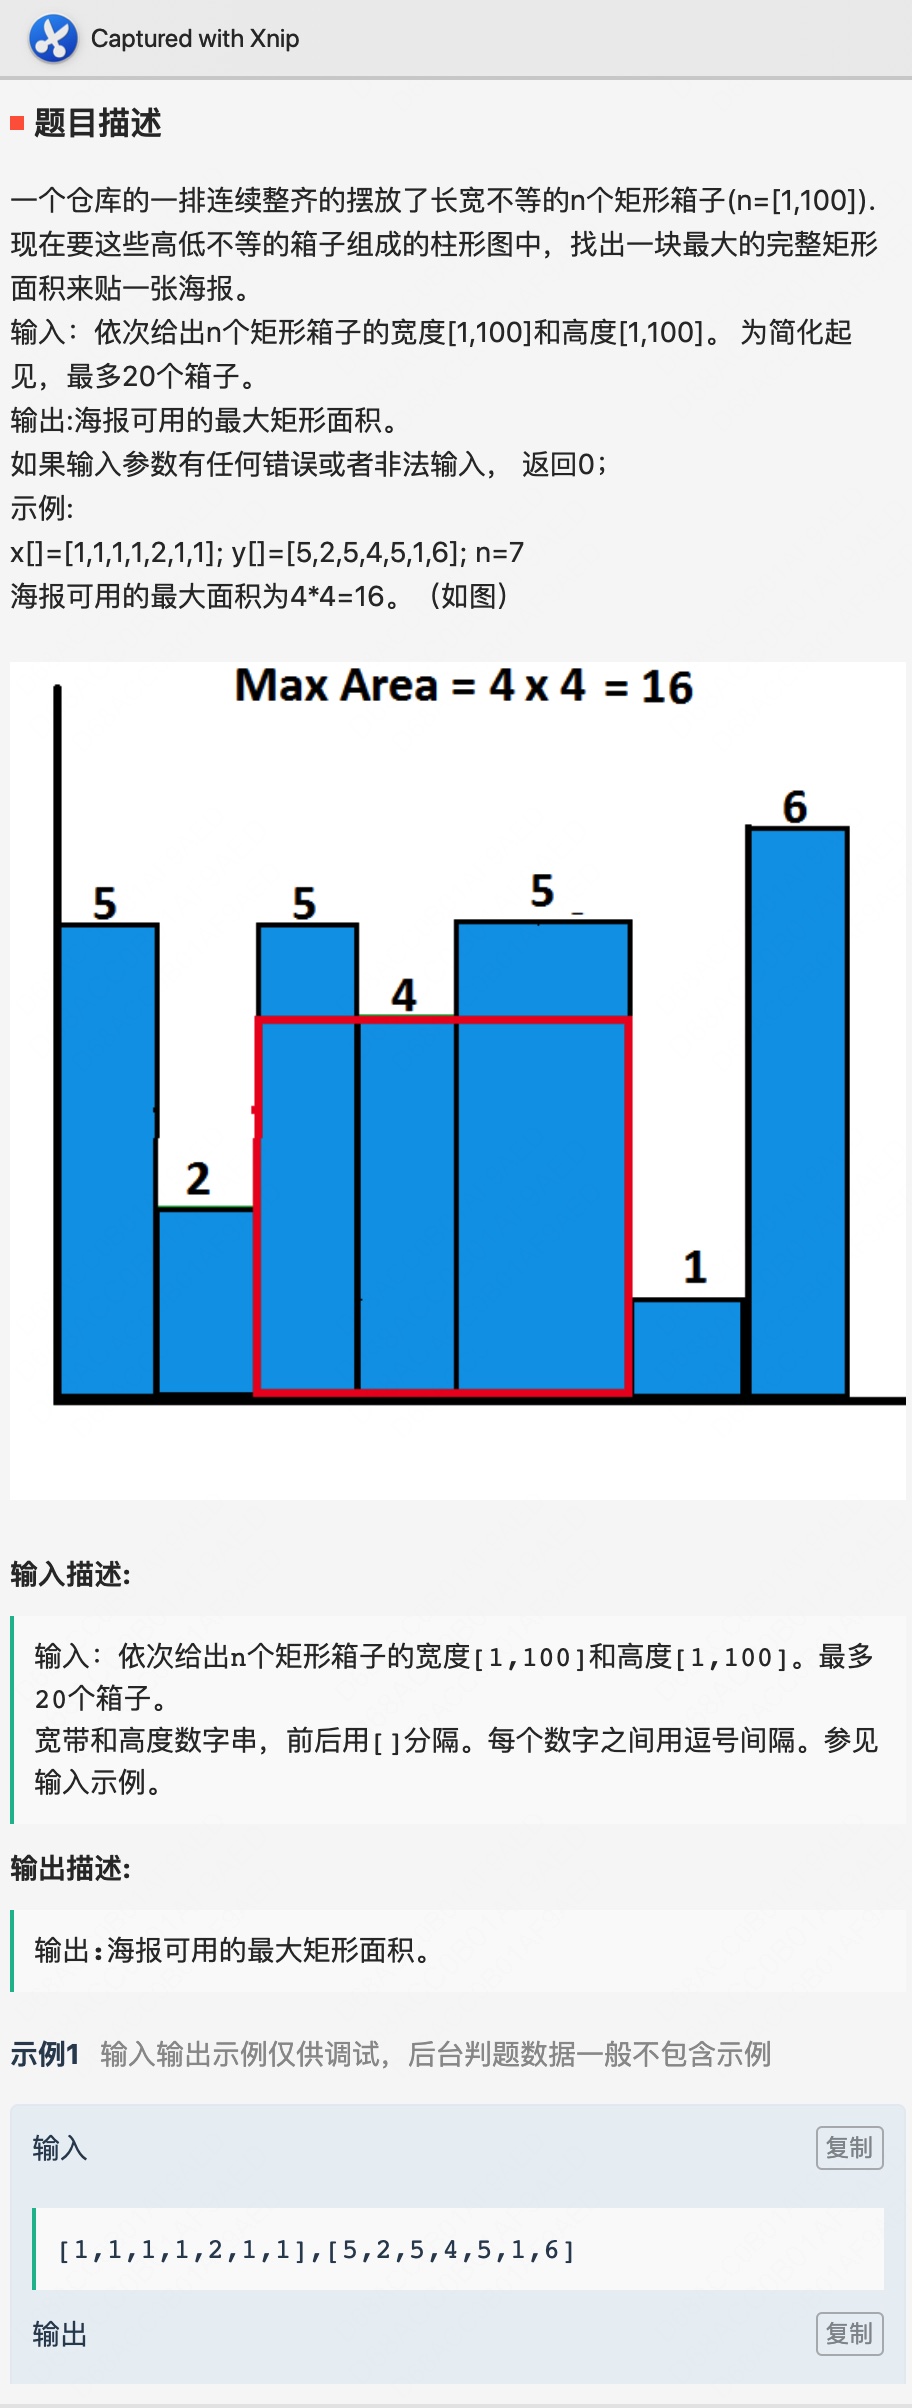 Captured with Xnip
题目描述
一个仓库的一排连续整齐的摆放了长宽不等的n个矩形箱子(n=[1,100]).
现在要这些高低不等的箱子组成的柱形图中，找出一块最大的完整矩形
面积来贴一张海报。
输入：依次给出n个矩形箱子的宽度[1,100]和高度[1,100]。 为简化起
见，最多20个箱子。
输出:海报可用的最大矩形面积。
如果输入参数有任何错误或者非法输入， 返回0；
示例:
x[]=[1,1,1,1,2,1,1]; y[]=[5,2,5,4,5,1,6]; n=7
海报可用的最大面积为4*4=16。（如图）
Max Area = 4 x 4 = 16
6
5
5
5
4
2
1
输入描述:
输入：依次给出n个矩形箱子的宽度[1,100]和高度[1,100]。最多
20个箱子。
宽带和高度数字串，前后用[]分隔。每个数字之间用逗号间隔。参见
输入示例。
输出描述:
输出:海报可用的最大矩形面积。
示例1 输入输出示例仅供调试，后台判题数据一般不包含示例
输入 复制
[1,1,1,1,2,1,1],[5,2,5,4,5,1,6]
输出 复制